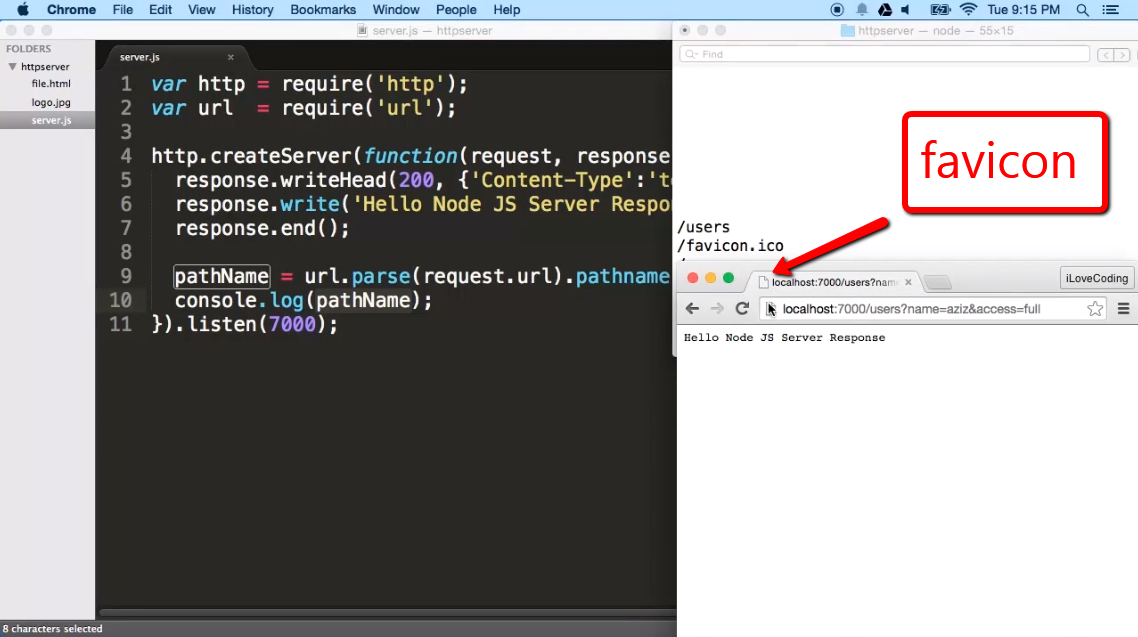 Chrome File Edit View History Bookmarks Window People Help Tue 9:15 PM
server.js — httpserver
httpserver — node — 55×15
FOLDERS
httpserver
file.html
logo.jpg
server.js
server.js ×
1 var http = require('http');
2 var url = require('url');
3
4 http.createServer(function(request, response
5 response.writeHead(200, {'Content-Type':'te
6 response.write('Hello Node JS Server Respo
7 response.end();
8
9 pathName = url.parse(request.url).pathname
10 console.log(pathName);
11 }).listen(7000);
8 characters selected
Find
favicon
/users
/favicon.ico
localhost:7000/users?name ×
iLoveCoding
localhost:7000/users?name=aziz&access=full
Hello Node JS Server Response